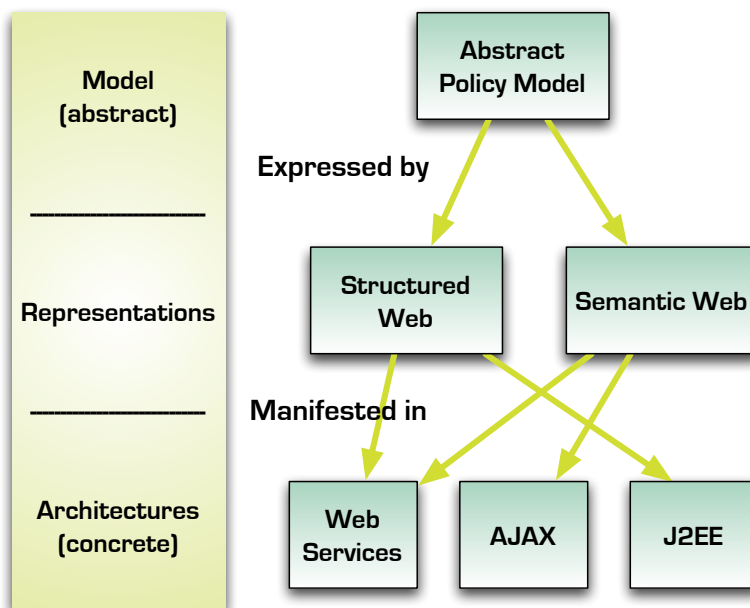 Model
(abstract)
Abstract
Policy Model
Expressed by
Representations
Structured
Web
Semantic Web
Manifested in
Architectures
(concrete)
Web
Services
AJAX
J2EE